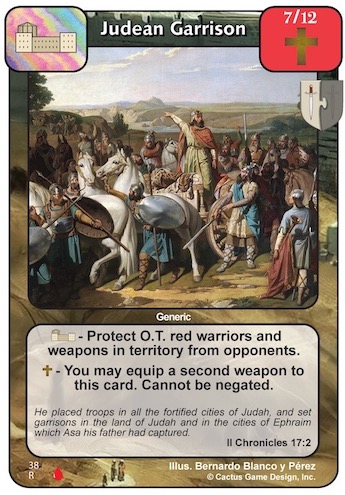 Judean Garrison
7/12
Generic
- Protect O.T. red warriors and
weapons in territory from opponents.
- You may equip a second weapon to
this card. Cannot be negated.
He placed troops in all the fortified cities of Judah, and set
garrisons in the land of Judah and in the cities of Ephraim
which Asa his father had captured.
II Chronicles 17:2
38
R
Illus. Bernardo Blanco y Pérez
© Cactus Game Design, Inc.